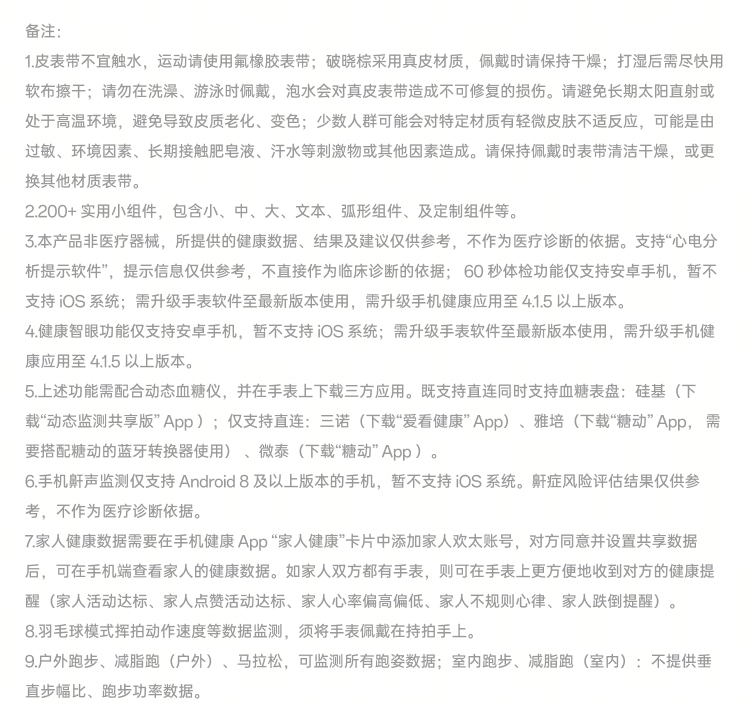 备注：
1.皮表带不宜触水，运动请使用氟橡胶表带；破晓棕采用真皮材质，佩戴时请保持干燥；打湿后需尽快用
软布擦干；请勿在洗澡、游泳时佩戴，泡水会对真皮表带造成不可修复的损伤。请避免长期太阳直射或
处于高温环境，避免导致皮质老化、变色；少数人群可能会对特定材质有轻微皮肤不适反应，可能是由
过敏、环境因素、长期接触肥皂液、汗水等刺激物或其他因素造成。请保持佩戴时表带清洁干燥，或更
换其他材质表带。
2.200+ 实用小组件，包含小、中、大、文本、弧形组件、及定制组件等。
3.本产品非医疗器械，所提供的健康数据、结果及建议仅供参考，不作为医疗诊断的依据。支持“心电分
析提示软件”，提示信息仅供参考，不直接作为临床诊断的依据； 60 秒体检功能仅支持安卓手机，暂不
支持 iOS 系统；需升级手表软件至最新版本使用，需升级手机健康应用至 4.1.5 以上版本。
4.健康智眼功能仅支持安卓手机，暂不支持 iOS 系统；需升级手表软件至最新版本使用，需升级手机健
康应用至 4.1.5 以上版本。
5.上述功能需配合动态血糖仪，并在手表上下载三方应用。既支持直连同时支持血糖表盘：硅基（下
载“动态监测共享版” App ）；仅支持直连：三诺（下载“爱看健康” App）、雅培（下载“糖动” App， 需
要搭配糖动的蓝牙转换器使用） 、微泰（下载“糖动” App ）。
6.手机鼾声监测仅支持 Android 8 及以上版本的手机，暂不支持 iOS 系统。鼾症风险评估结果仅供参
考，不作为医疗诊断依据。
7.家人健康数据需要在手机健康 App “家人健康”卡片中添加家人欢太账号，对方同意并设置共享数据
后，可在手机端查看家人的健康数据。如家人双方都有手表，则可在手表上更方便地收到对方的健康提
醒（家人活动达标、家人点赞活动达标、家人心率偏高偏低、家人不规则心律、家人跌倒提醒）。
8.羽毛球模式挥拍动作速度等数据监测，须将手表佩戴在持拍手上。
9.户外跑步、减脂跑（户外）、马拉松，可监测所有跑姿数据；室内跑步、减脂跑（室内）：不提供垂
直步幅比、跑步功率数据。